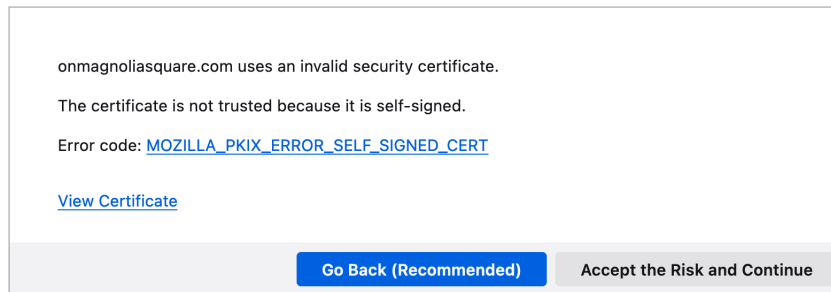 onmagnoliasquare.com uses an invalid security certificate.
The certificate is not trusted because it is self-signed.
Error code: MOZILLA_PKIX_ERROR_SELF_SIGNED_CERT
View Certificate
Go Back (Recommended)
Accept the Risk and Continue